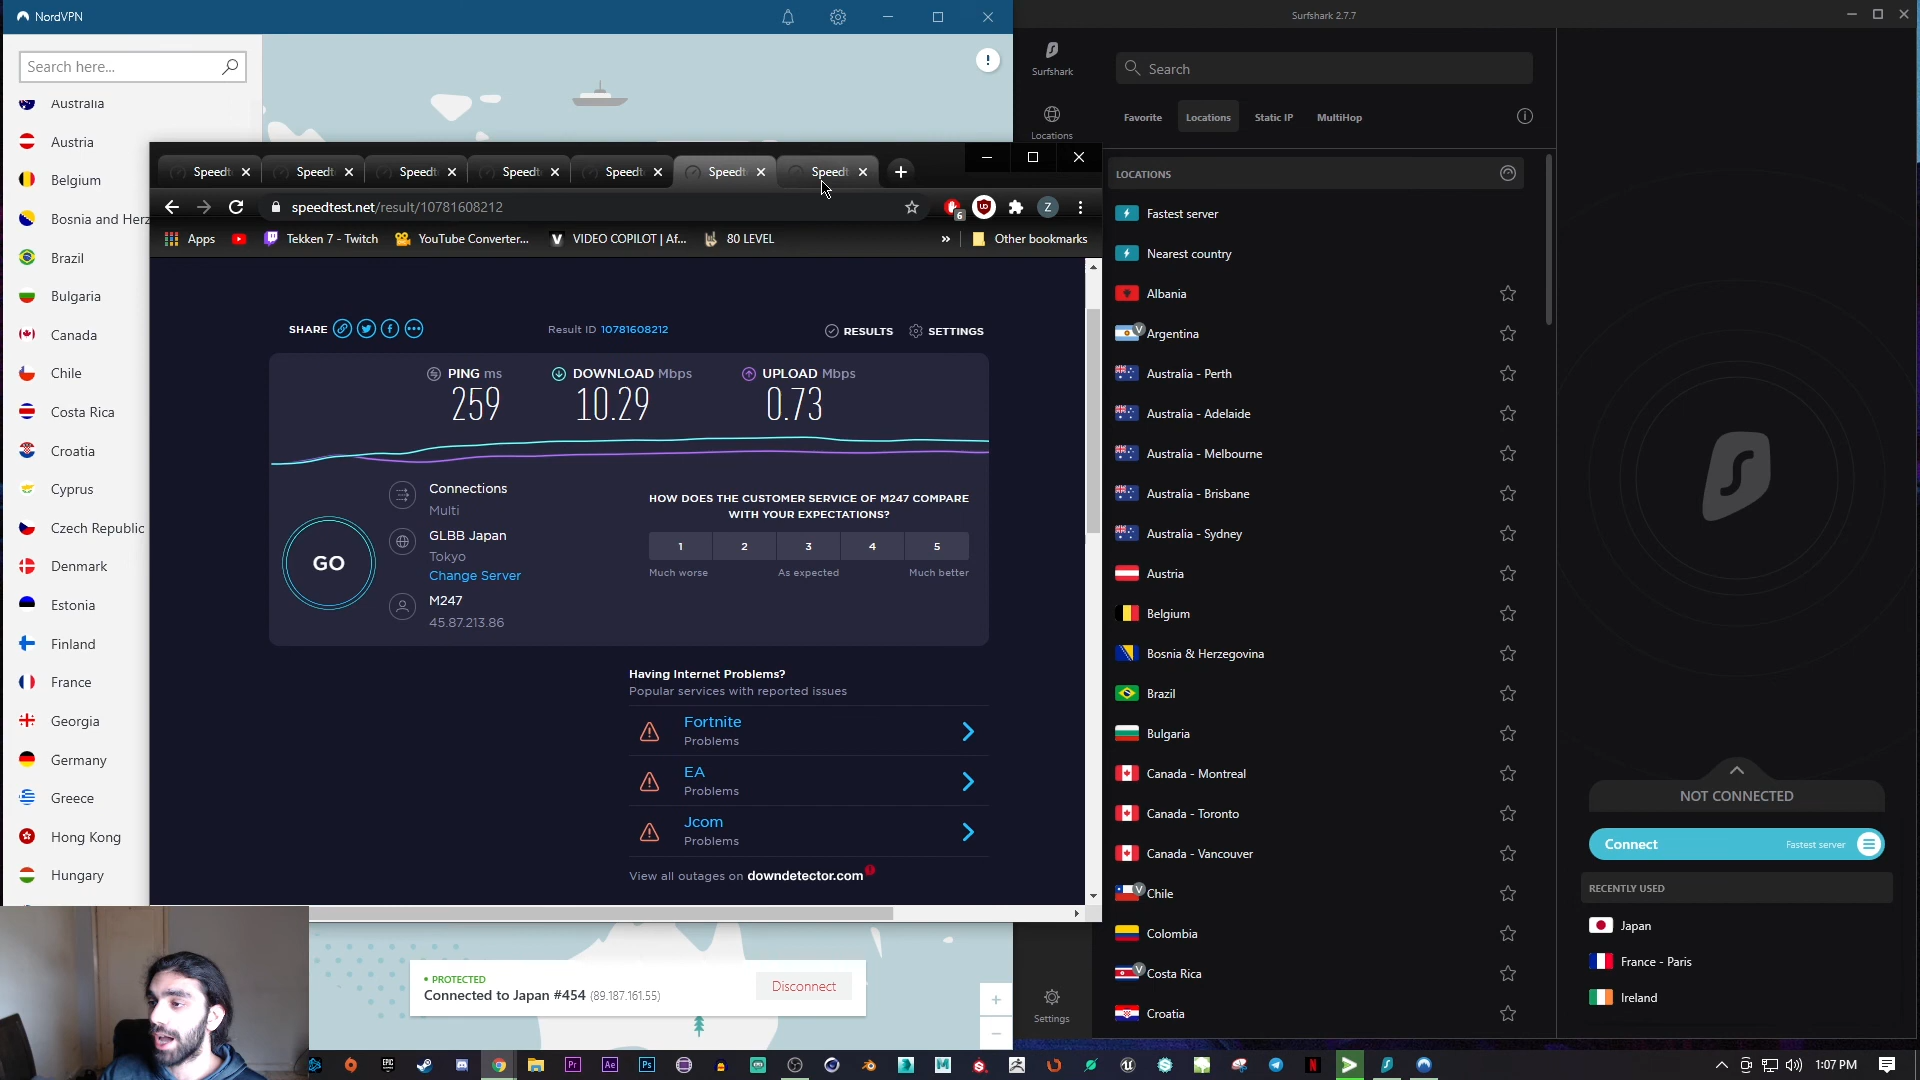 NordVPN
Search here...
Australia
Austria
Belgium
Bosnia and Herz
Brazil
Bulgaria
Canada
Chile
Costa Rica
Croatia
Cyprus
Czech Republic
Denmark
Estonia
Finland
France
Georgia
Germany
Greece
Hong Kong
Hungary
Speedt
Speedt
Speedt
Speedt
Speedt
Speedt
Speedt
speedtest.net/result/10781608212
6
Z
Apps
Tekken 7 - Twitch
YouTube Converter...
VIDEO COPILOT | Af...
80 LEVEL
»
Other bookmarks
SHARE
Result ID 10781608212
RESULTS
SETTINGS
PING ms
259
DOWNLOAD Mbps
10.29
UPLOAD Mbps
0.73
GO
Connections
Multi
GLBB Japan
Tokyo
Change Server
M247
45.87.213.86
HOW DOES THE CUSTOMER SERVICE OF M247 COMPARE
WITH YOUR EXPECTATIONS?
1 2 3 4 5
Much worse As expected Much better
Having Internet Problems?
Popular services with reported issues
Fortnite
Problems
EA
Problems
Jcom
Problems
View all outages on downdetector.com
PROTECTED
Connected to Japan #454 (89.187.161.55)
Disconnect
Surfshark 2.7.7
Surfshark
Locations
Settings
Search
Favorite
Locations
Static IP
MultiHop
LOCATIONS
Fastest server
Nearest country
Albania
Argentina
Australia - Perth
Australia - Adelaide
Australia - Melbourne
Australia - Brisbane
Australia - Sydney
Austria
Belgium
Bosnia & Herzegovina
Brazil
Bulgaria
Canada - Montreal
Canada - Toronto
Canada - Vancouver
Chile
Colombia
Costa Rica
Croatia
NOT CONNECTED
Connect
Fastest server
RECENTLY USED
Japan
France - Paris
Ireland
1:07 PM